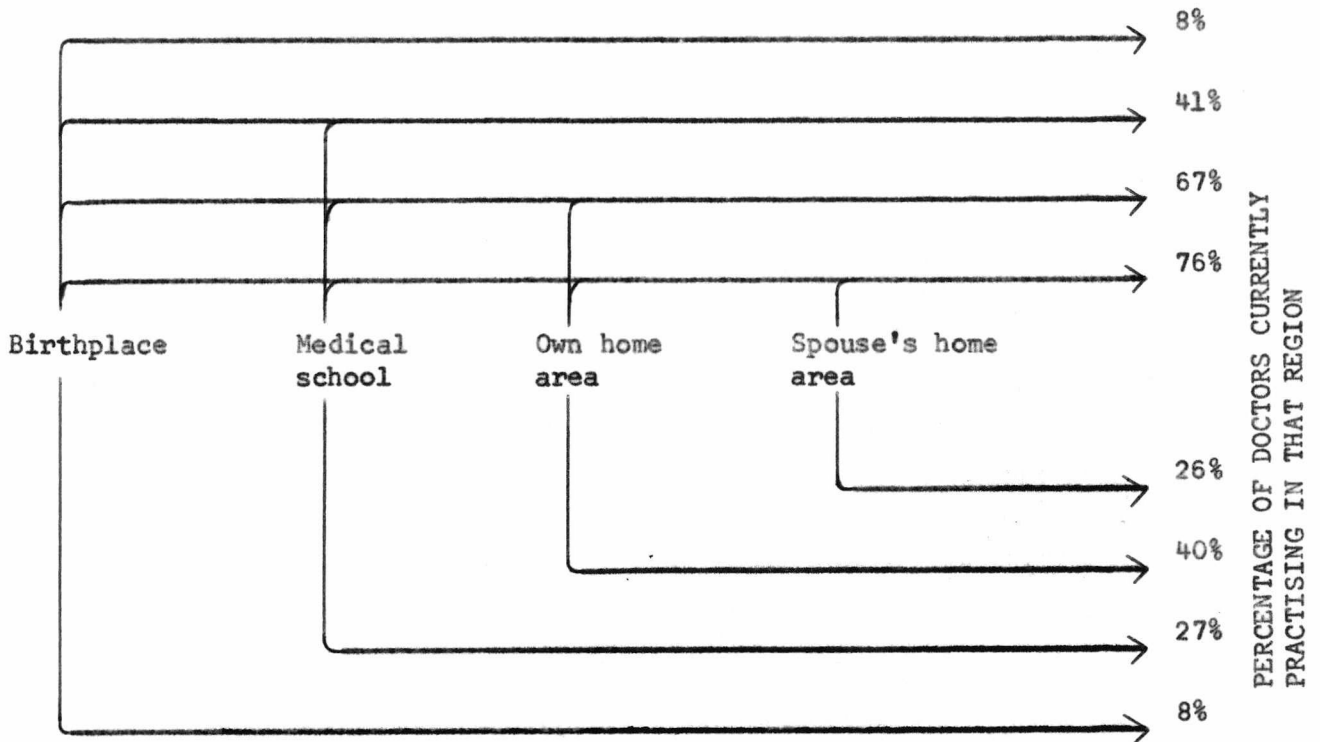 8%
41%
67%
76%
Birthplace
Medical
school
Own home
area
Spouse's home
area
26%
40%
27%
8%
PERCENTAGE OF DOCTORS CURRENTLY
PRACTISING IN THAT REGION